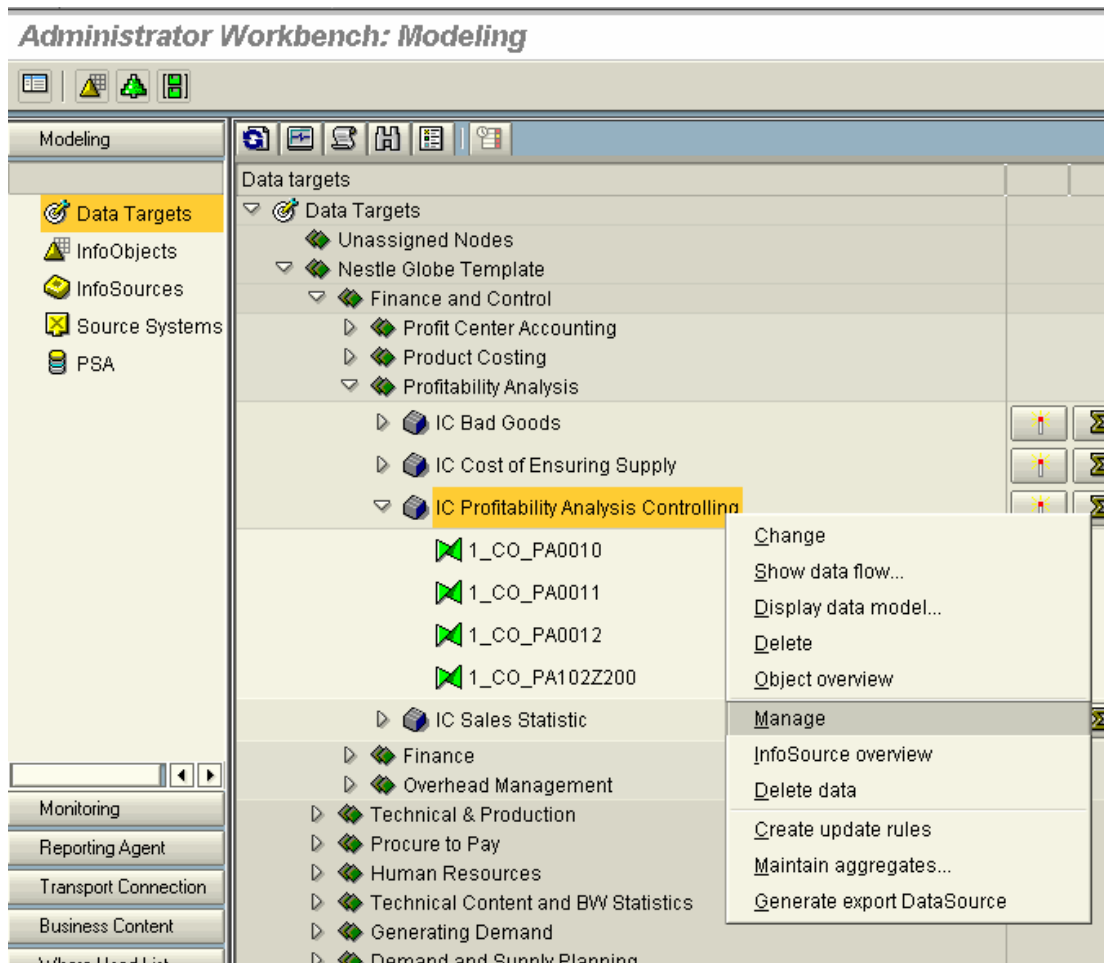 Administrator Workbench: Modeling
Modeling
Data Targets
InfoObjects
InfoSources
Source Systems
PSA
Monitoring
Reporting Agent
Transport Connection
Business Content
Data targets
Data Targets
Unassigned Nodes
Nestle Globe Template
Finance and Control
Profit Center Accounting
Product Costing
Profitability Analysis
IC Bad Goods
IC Cost of Ensuring Supply
IC Profitability Analysis Controlling
1_CO_PA0010
1_CO_PA0011
1_CO_PA0012
1_CO_PA102Z200
IC Sales Statistic
Finance
Overhead Management
Technical & Production
Procure to Pay
Human Resources
Technical Content and BW Statistics
Generating Demand
Demand and Supply Planning
Change
Show data flow...
Display data model...
Delete
Object overview
Manage
InfoSource overview
Delete data
Create update rules
Maintain aggregates...
Generate export DataSource